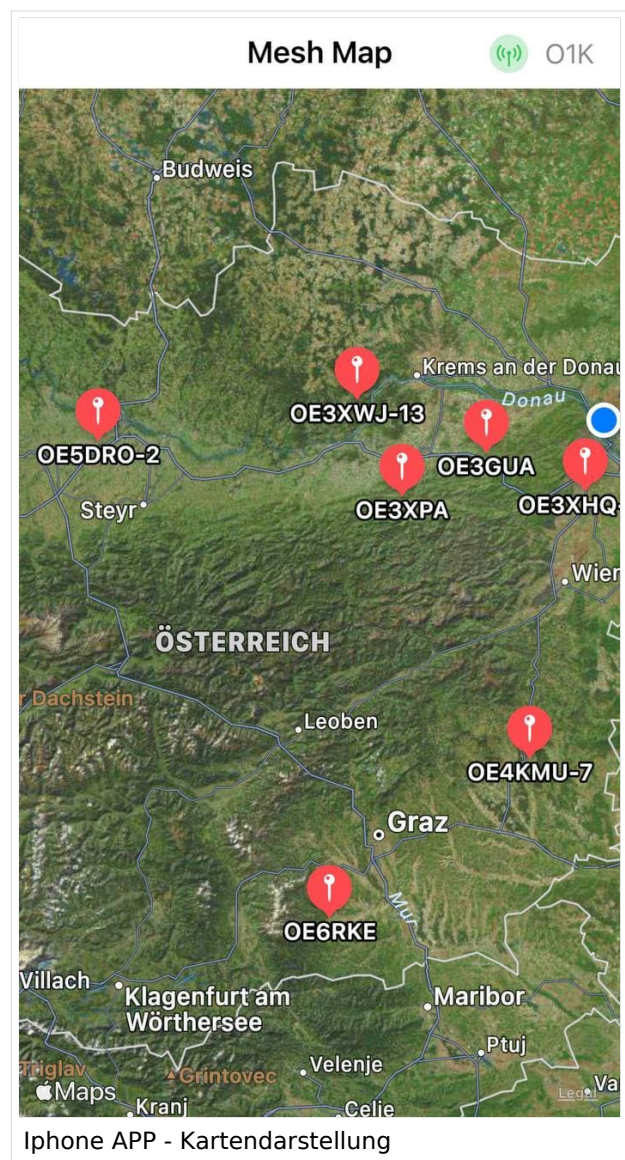 Mesh Map
O1K
Budweis
Krems an der Donau
Donau
OE3XWJ-13
OE5DRO-2
OE3GUA
OE3XPA
OE3XHQ-
Steyr
Wier
ÖSTERREICH
r Dachstein
Leoben
OE4KMU-7
Graz
OE6RKE
Mur
Villach
Klagenfurt am
Wörthersee
Maribor
Ptuj
Triglav
Grintovec
Velenje
Maps
Legal
Va
Kranj
Celje
Iphone APP - Kartendarstellung